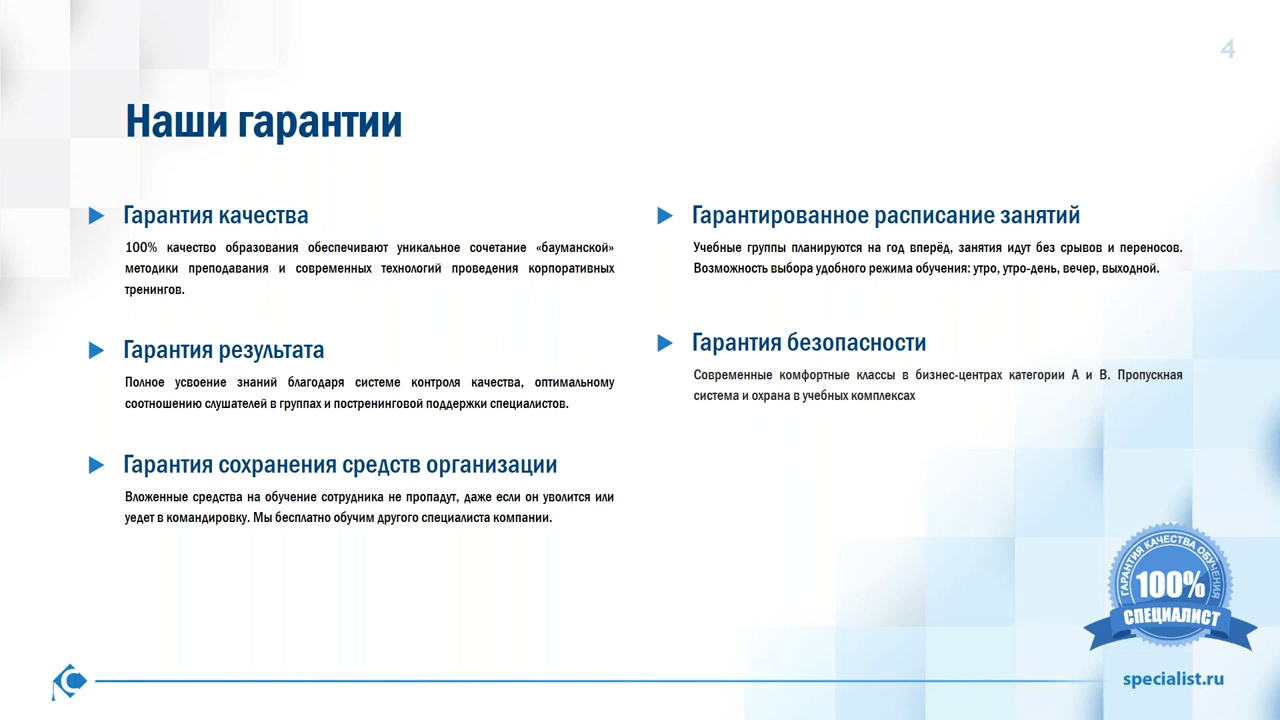 4
Наши гарантии
Гарантия качества
100% качество образования обеспечивают уникальное сочетание «бауманской»
методики преподавания и современных технологий проведения корпоративных
тренингов.
Гарантия результата
Полное усвоение знаний благодаря системе контроля качества, оптимальному
соотношению слушателей в группах и постренинговой поддержки специалистов.
Гарантия сохранения средств организации
Вложенные средства на обучение сотрудника не пропадут, даже если он уволится или
уедет в командировку. Мы бесплатно обучим другого специалиста компании.
Гарантированное расписание занятий
Учебные группы планируются на год вперёд, занятия идут без срывов и переносов.
Возможность выбора удобного режима обучения: утро, утро-день, вечер, выходной.
Гарантия безопасности
Современные комфортные классы в бизнес-центрах категории А и В. Пропускная
система и охрана в учебных комплексах
ГАРАНТИЯ КАЧЕСТВА ОБУЧЕНИЯ
100%
СПЕЦИАЛИСТ
specialist.ru